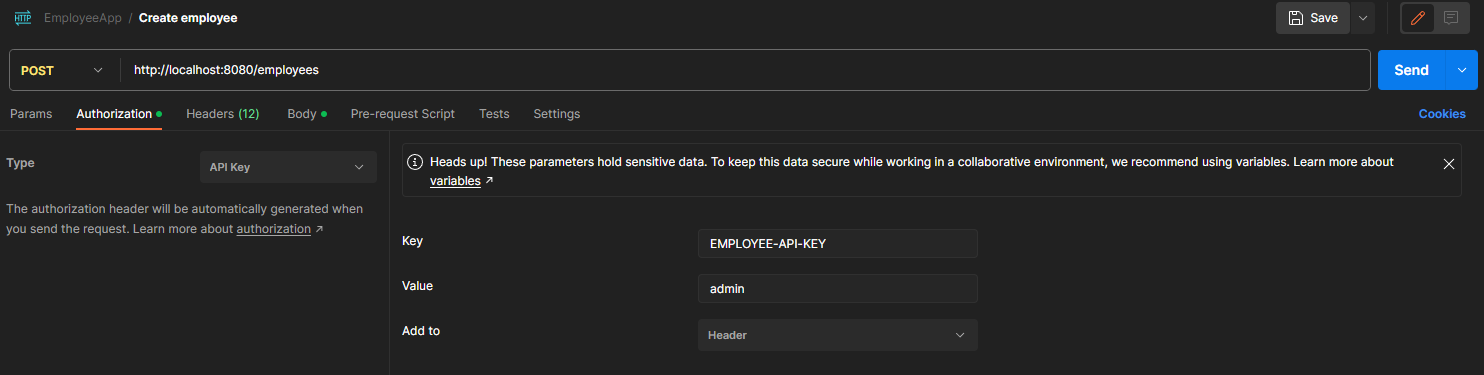 HTTP EmployeeApp / Create employee Save
POST http://localhost:8080/employees Send
Params Authorization Headers (12) Body Pre-request Script Tests Settings Cookies
Type API Key
The authorization header will be automatically generated when
you send the request. Learn more about authorization ↗
Heads up! These parameters hold sensitive data. To keep this data secure while working in a collaborative environment, we recommend using variables. Learn more about
variables ↗
Key EMPLOYEE-API-KEY
Value admin
Add to Header